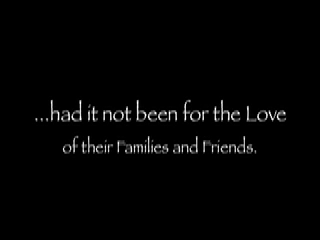 ...had it not been for the Love
of their Families and Friends.